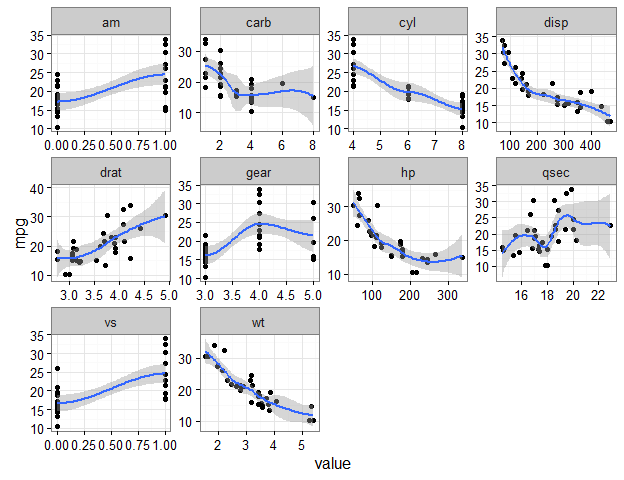 am carb cyl disp
35 30 25 20 15 10
30 25 20 15 10
35 30 25 20 15 10
35 30 25 20 15 10
0.00 0.25 0.50 0.75 1.00
2 4 6 8
4 5 6 7 8
100 200 300 400
drat gear hp qsec
40 30 20 10
35 30 25 20 15 10
30 20 10
35 30 25 20 15 10
3.0 3.5 4.0 4.5 5.0
3.0 3.5 4.0 4.5 5.0
100 200 300
16 18 20 22
mpg
vs wt
35 30 25 20 15 10
30 20 10
0.00 0.25 0.50 0.75 1.00
2 3 4 5
value